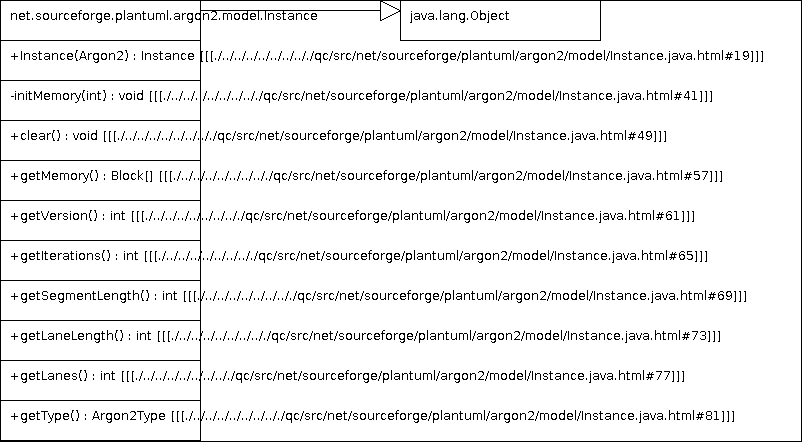 net.sourceforge.plantuml.argon2.model.Instance
java.lang.Object
+Instance(Argon2) : Instance [[[./../../../../../../../../qc/src/net/sourceforge/plantuml/argon2/model/Instance.java.html#19]]]
-initMemory(int) : void [[[./../../../../../../../../qc/src/net/sourceforge/plantuml/argon2/model/Instance.java.html#41]]]
+clear() : void [[[./../../../../../../../../qc/src/net/sourceforge/plantuml/argon2/model/Instance.java.html#49]]]
+getMemory() : Block[] [[[./../../../../../../../../qc/src/net/sourceforge/plantuml/argon2/model/Instance.java.html#57]]]
+getVersion() : int [[[./../../../../../../../../qc/src/net/sourceforge/plantuml/argon2/model/Instance.java.html#61]]]
+getIterations() : int [[[./../../../../../../../../qc/src/net/sourceforge/plantuml/argon2/model/Instance.java.html#65]]]
+getSegmentLength() : int [[[./../../../../../../../../qc/src/net/sourceforge/plantuml/argon2/model/Instance.java.html#69]]]
+getLaneLength() : int [[[./../../../../../../../../qc/src/net/sourceforge/plantuml/argon2/model/Instance.java.html#73]]]
+getLanes() : int [[[./../../../../../../../../qc/src/net/sourceforge/plantuml/argon2/model/Instance.java.html#77]]]
+getType() : Argon2Type [[[./../../../../../../../../qc/src/net/sourceforge/plantuml/argon2/model/Instance.java.html#81]]]